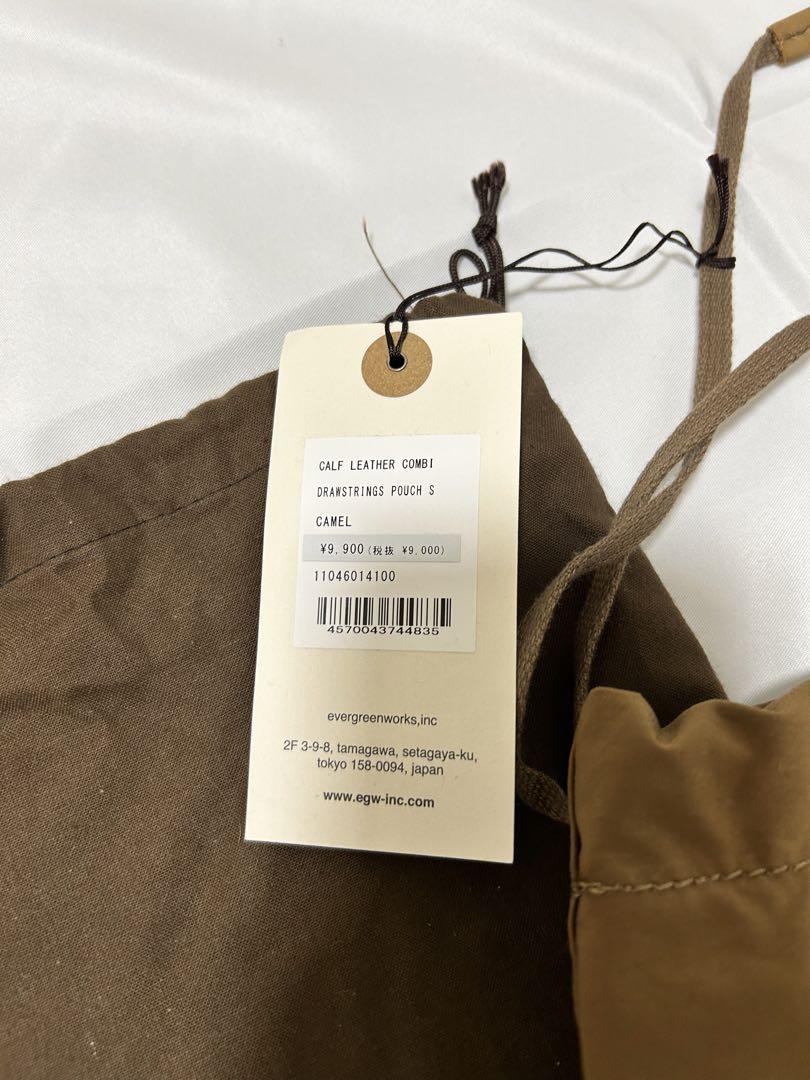 CALF LEATHER COMBI
DRAWSTRINGS POUCH S
CAMEL
¥9,900(税抜 ¥9,000)
11046014100
4570043744835
evergreenworks,inc
2F 3-9-8, tamagawa, setagaya-ku,
tokyo 158-0094, japan
www.egw-inc.com